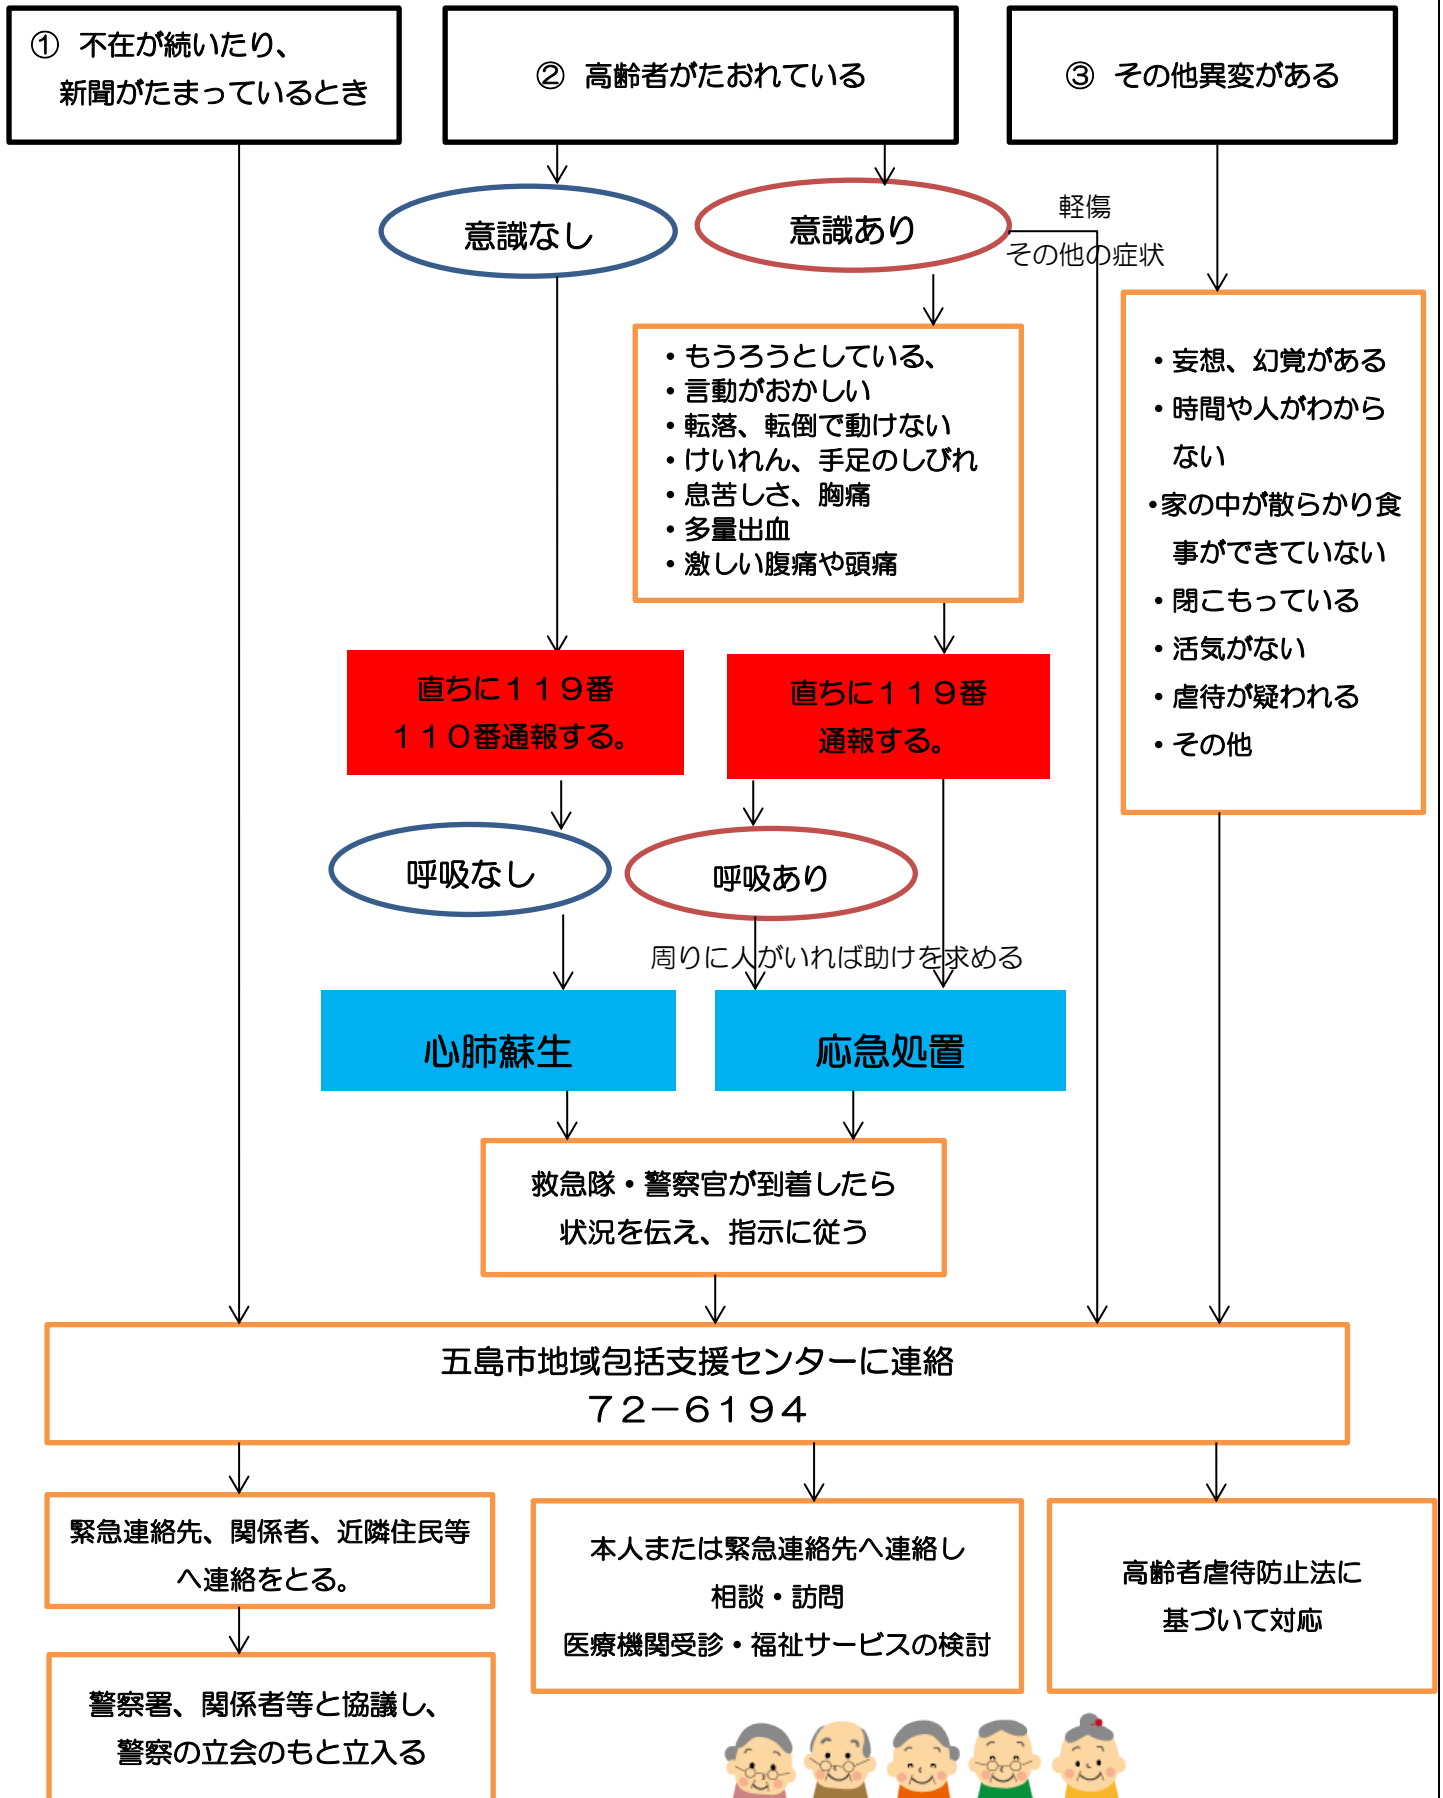 ① 不在が続いたり、
新聞がたまっているとき
② 高齢者がたおれている
③ その他異変がある
意識なし
意識あり
軽傷
その他の症状
・もうろうとしている、
・言動がおかしい
・転落、転倒で動けない
・けいれん、手足のしびれ
・息苦しさ、胸痛
・多量出血
・激しい腹痛や頭痛
・妄想、幻覚がある
・時間や人がわから
ない
・家の中が散らかり食
事ができていない
・閉こもっている
・活気がない
・虐待が疑われる
・その他
直ちに１１９番
１１０番通報する。
直ちに１１９番
通報する。
呼吸なし
呼吸あり
周りに人がいれば助けを求める
心肺蘇生
応急処置
救急隊・警察官が到着したら
状況を伝え、指示に従う
五島市地域包括支援センターに連絡
７２－６１９４
緊急連絡先、関係者、近隣住民等
へ連絡をとる。
本人または緊急連絡先へ連絡し
相談・訪問
医療機関受診・福祉サービスの検討
高齢者虐待防止法に
基づいて対応
警察署、関係者等と協議し、
警察の立会のもと立入る